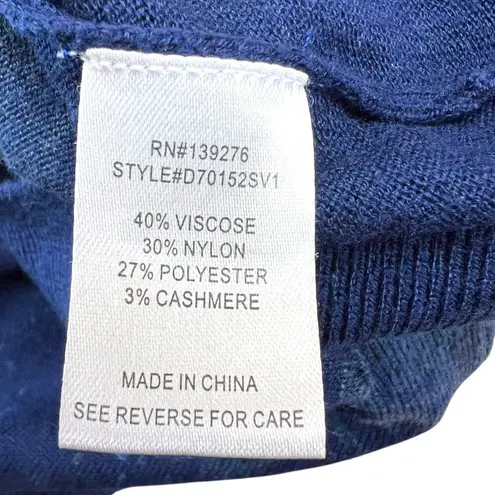 RN#139276
STYLE#D70152SV1
40% VISCOSE
30% NYLON
27% POLYESTER
3% CASHMERE
MADE IN CHINA
SEE REVERSE FOR CARE